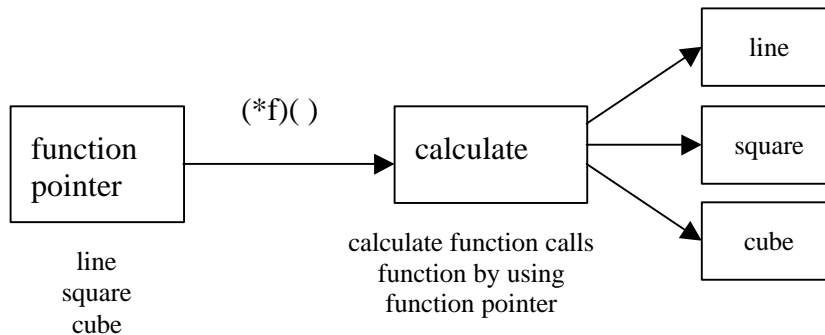 line
(*f)( )
function
pointer
calculate
square
cube
line
square
cube
calculate function calls
function by using
function pointer